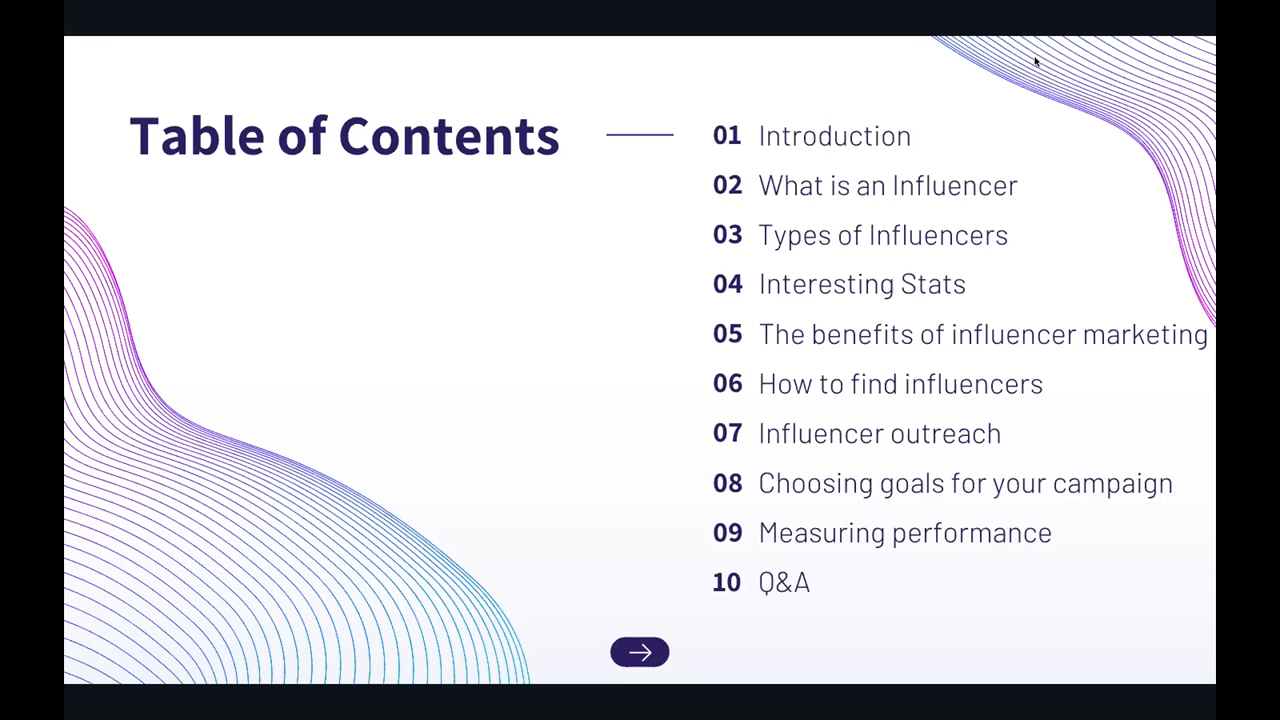 Table of Contents
01 Introduction
02 What is an Influencer
03 Types of Influencers
04 Interesting Stats
05 The benefits of influencer marketing
06 How to find influencers
07 Influencer outreach
08 Choosing goals for your campaign
09 Measuring performance
10 Q&A